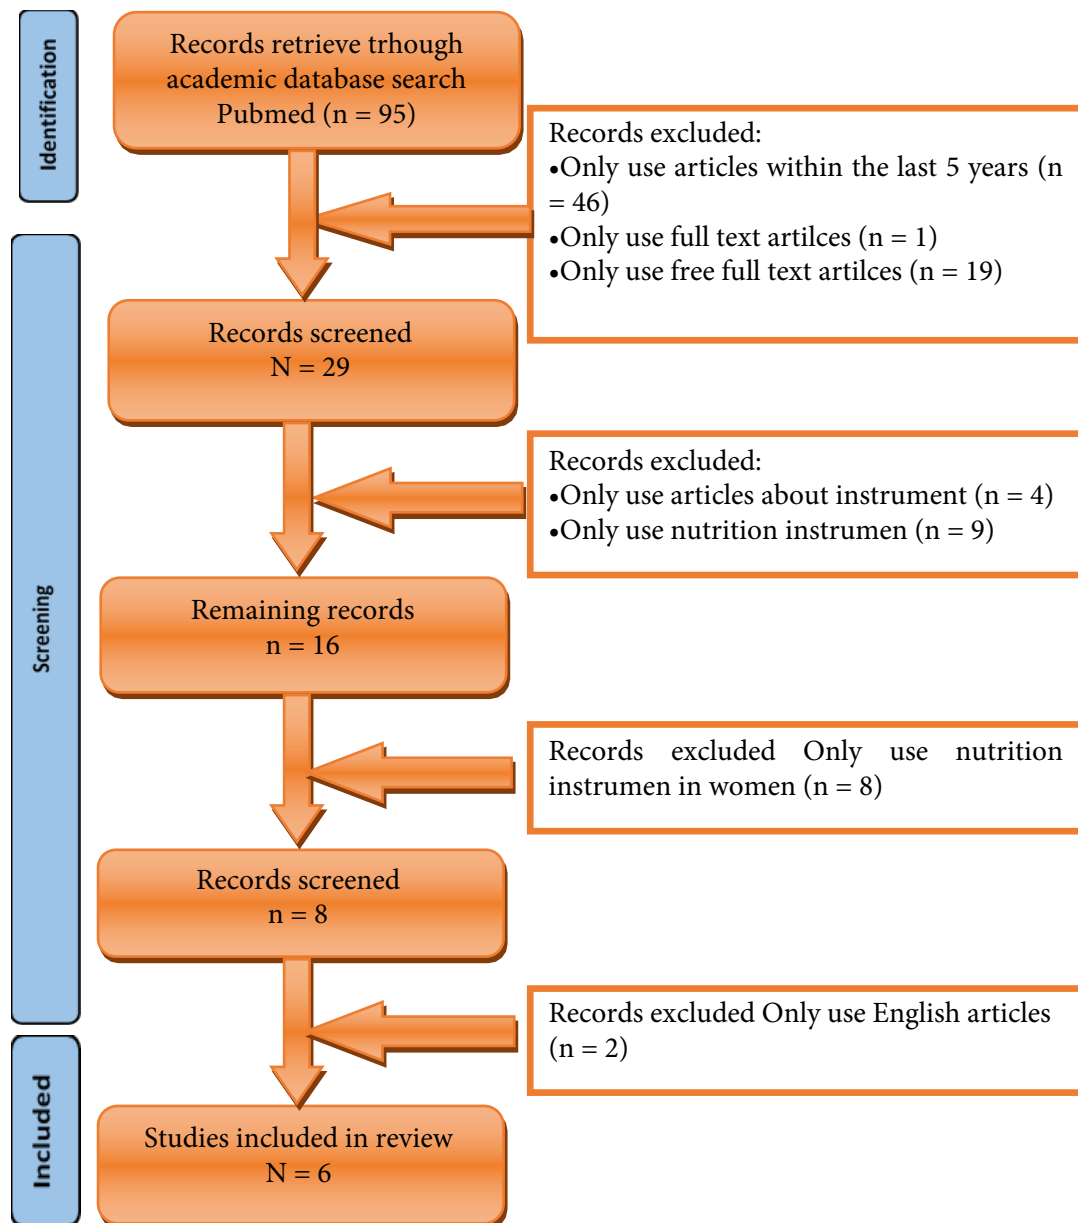 Identification
Records retrieve trhough
academic database search
Pubmed (n = 95)
Records excluded:
•Only use articles within the last 5 years (n
= 46)
•Only use full text artilces (n = 1)
•Only use free full text artilces (n = 19)
Screening
Records screened
N = 29
Records excluded:
•Only use articles about instrument (n = 4)
•Only use nutrition instrumen (n = 9)
Remaining records
n = 16
Records excluded Only use nutrition
instrumen in women (n = 8)
Records screened
n = 8
Records excluded Only use English articles
(n = 2)
Included
Studies included in review
N = 6